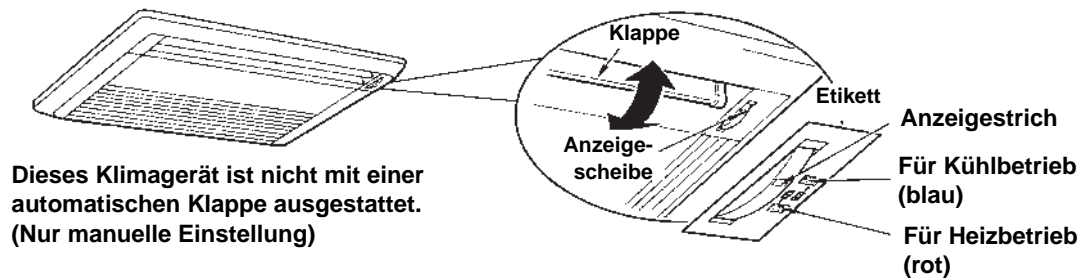 Klappe
Anzeige-
scheibe
Etikett
Anzeigestrich
Für Kühlbetrieb
(blau)
Für Heizbetrieb
(rot)
Dieses Klimagerät ist nicht mit einer
automatischen Klappe ausgestattet.
(Nur manuelle Einstellung)